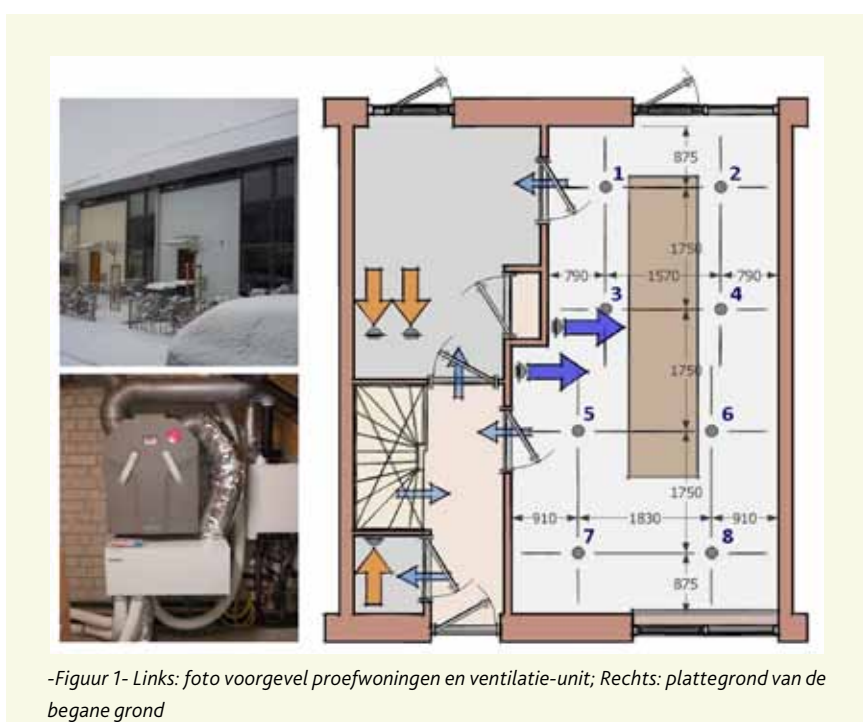 875
1 2
1750
790 1570 790
3 4
1750
5 6
1750
910 1830 910
7 8
875
-Figuur 1- Links: foto voorgevel proefwoningen en ventilatie-unit; Rechts: plattegrond van de
begane grond